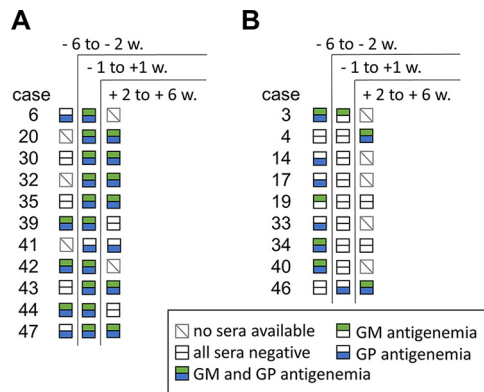 A
- 6 to - 2 w.
- 1 to +1 w.
+ 2 to + 6 w.
case
6
20
30
32
35
39
41
42
43
44
47
B
- 6 to - 2 w.
- 1 to +1 w.
+ 2 to + 6 w.
case
3
4
14
17
19
33
34
40
46
no sera available
all sera negative
GM and GP antigenemia
GM antigenemia
GP antigenemia